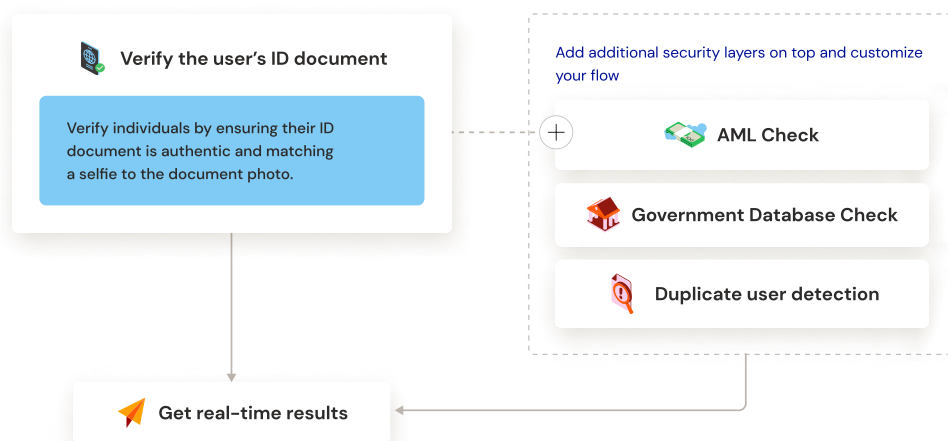 Verify the user’s ID document
Verify individuals by ensuring their ID
document is authentic and matching
a selfie to the document photo.
Add additional security layers on top and customize
your flow
AML Check
Government Database Check
Duplicate user detection
Get real-time results